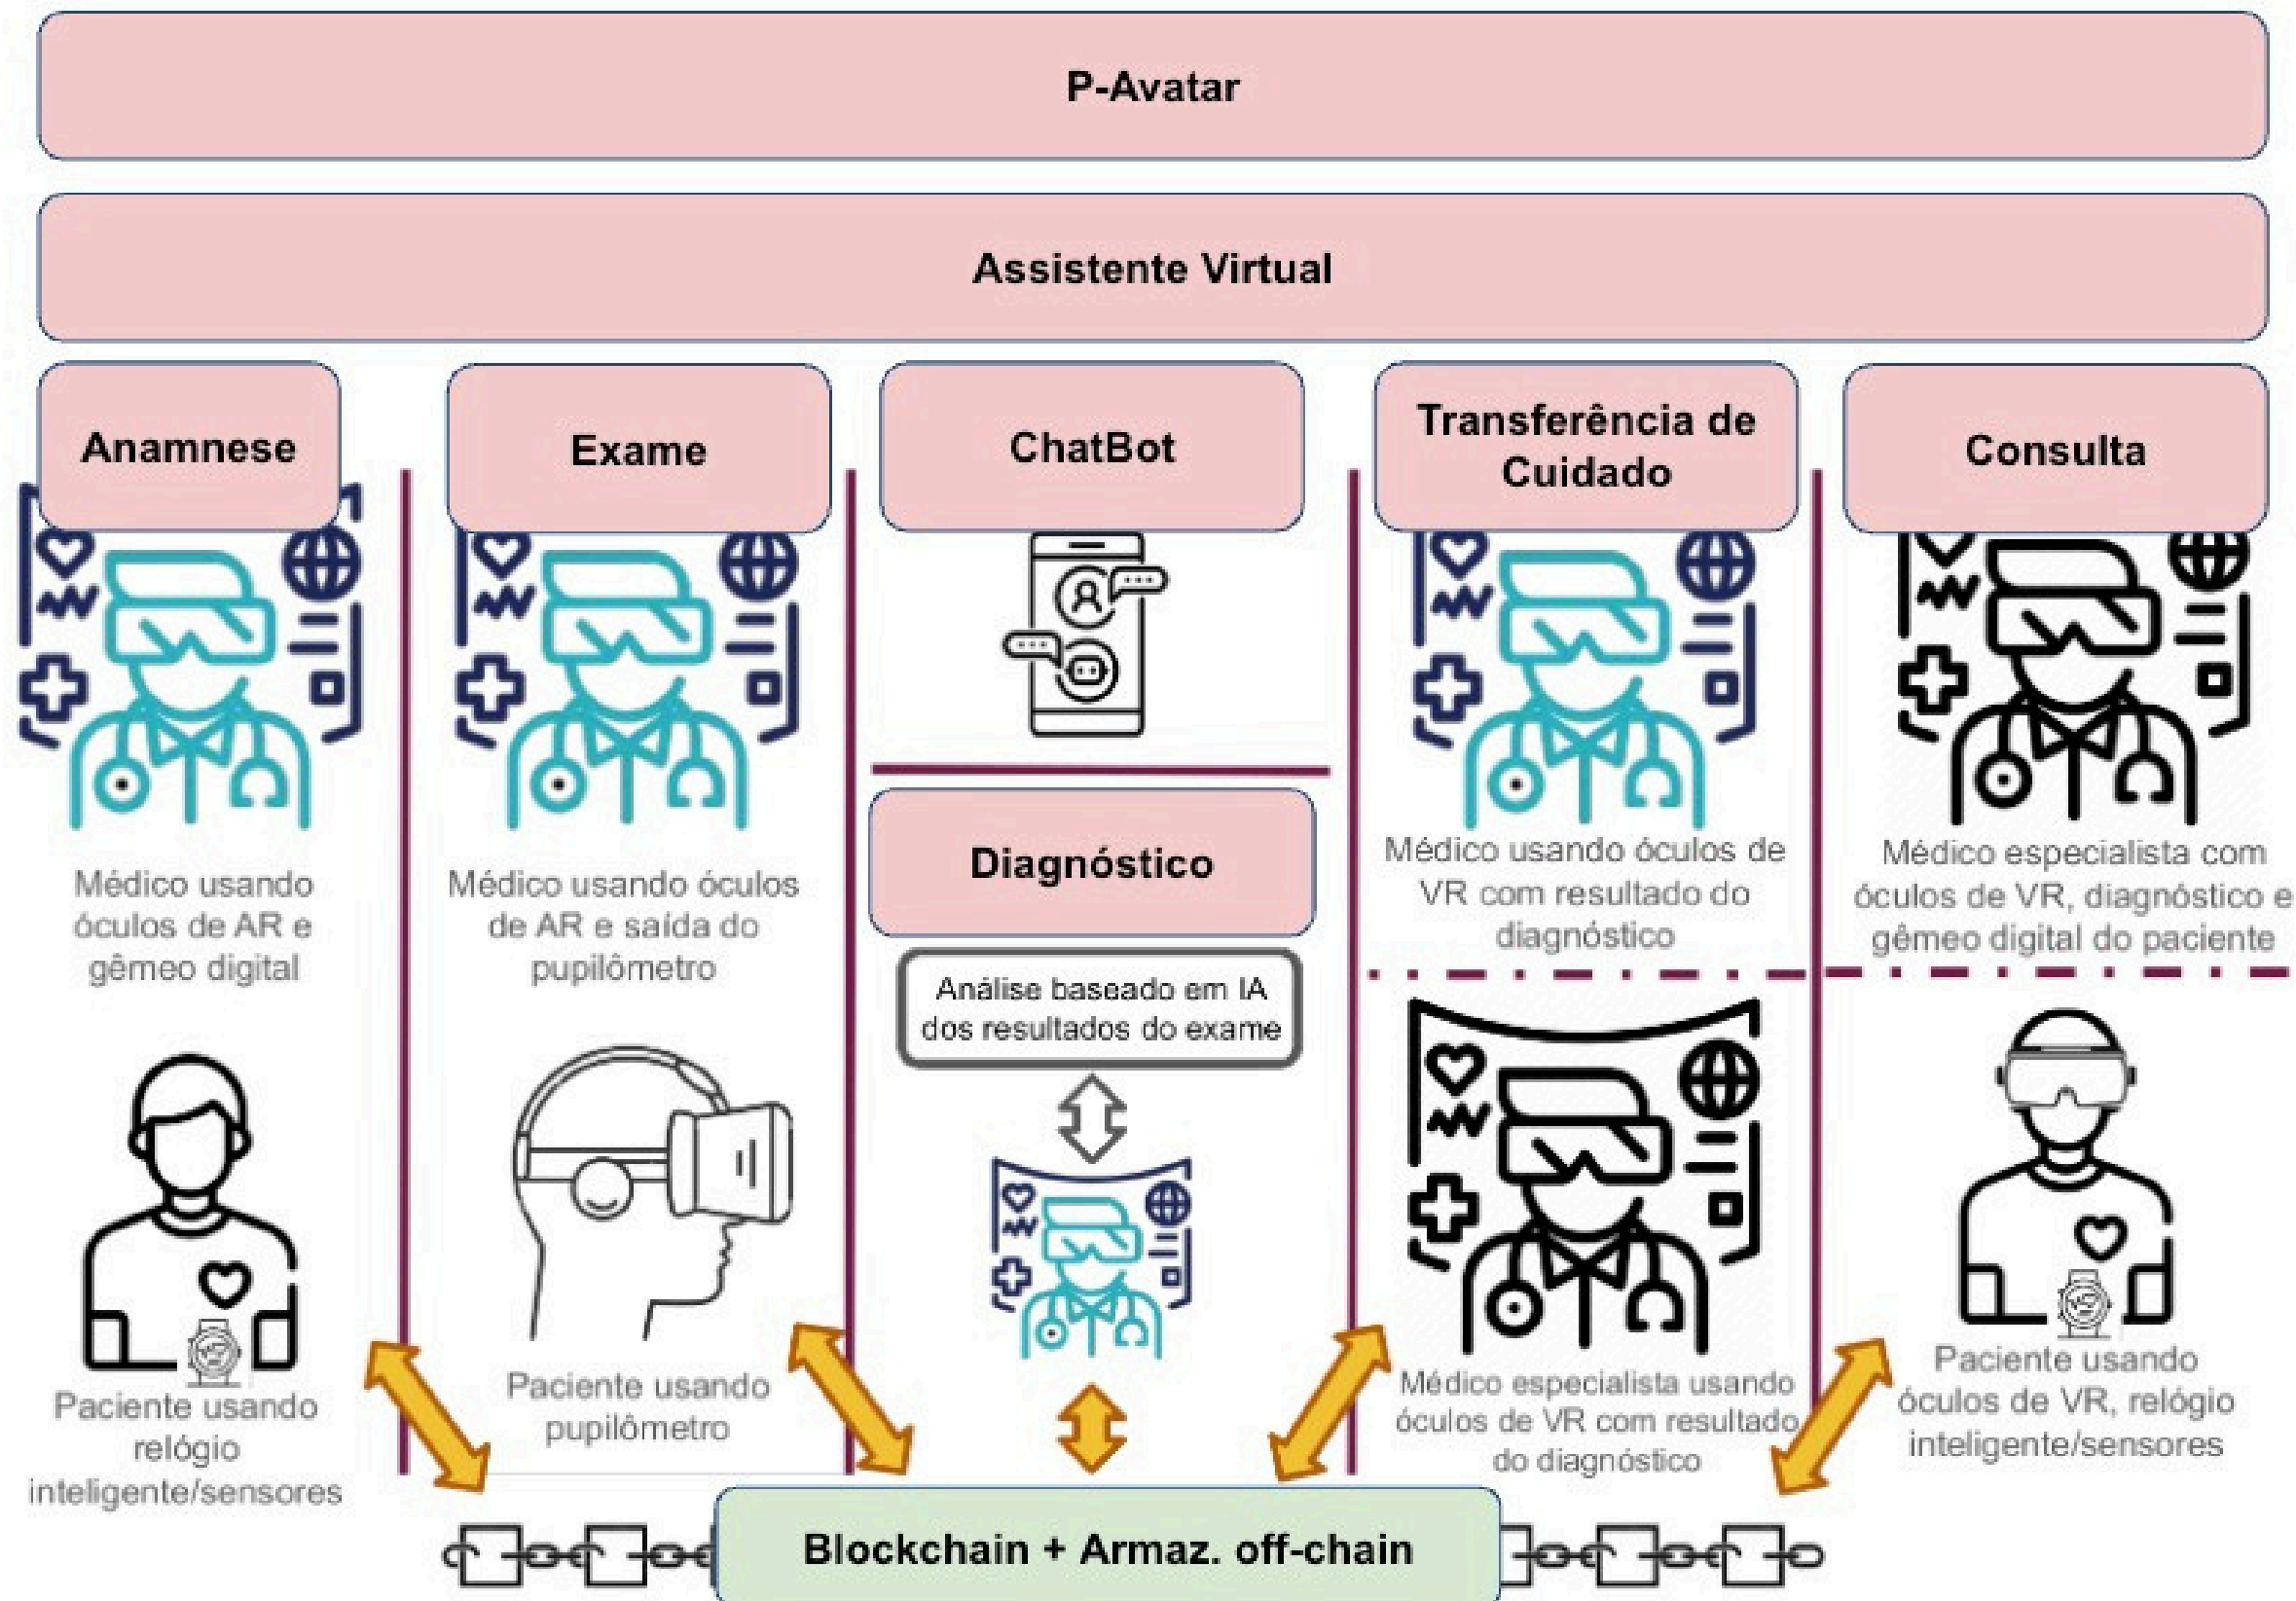 P-Avatar
Assistente Virtual
Anamnese
Médico usando
óculos de AR e
gêmeo digital
Paciente usando
relógio
inteligente/sensores
Exame
Médico usando óculos
de AR e saída do
pupilômetro
Paciente usando
pupilômetro
ChatBot
Diagnóstico
Análise baseado em IA
dos resultados do exame
Transferência de
Cuidado
Médico usando óculos de
VR com resultado do
diagnóstico
Médico especialista usando
óculos de VR com resultado
do diagnóstico
Consulta
Médico especialista com
óculos de VR, diagnóstico e
gêmeo digital do paciente
Paciente usando
óculos de VR, relógio
inteligente/sensores
Blockchain + Armaz. off-chain